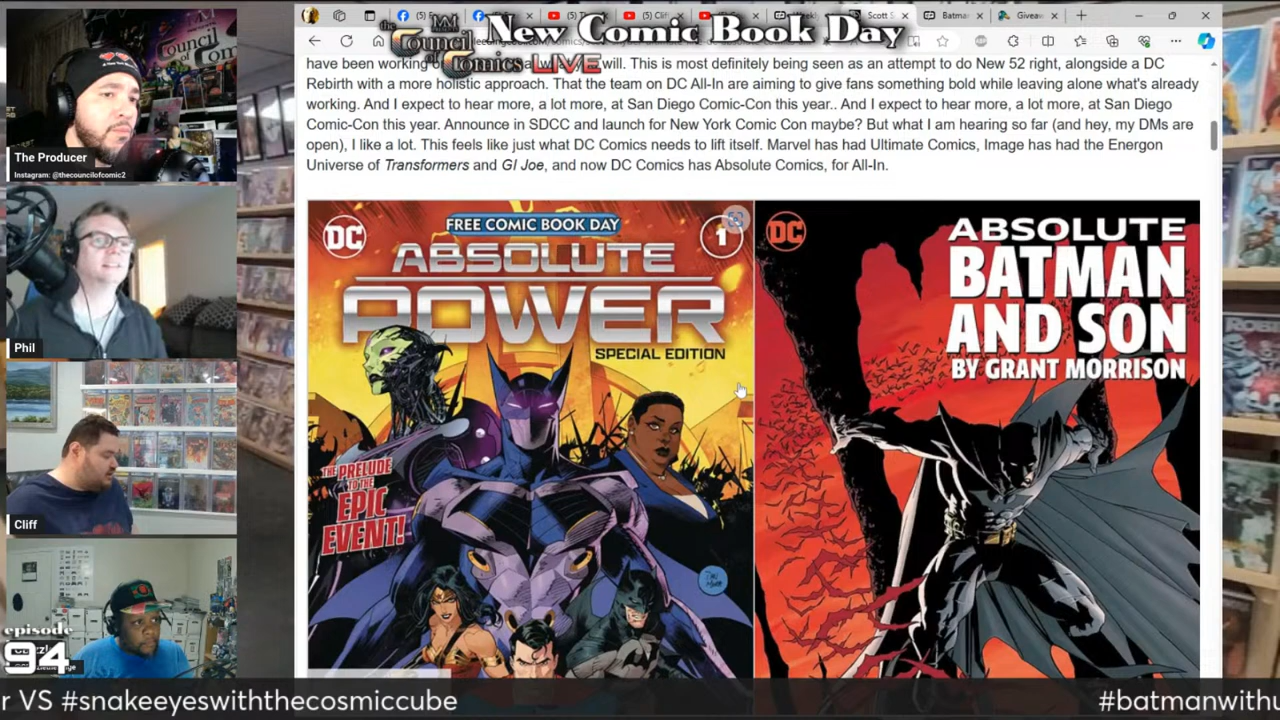 New Comic Book Day
the
Council
of Comics
LIVE
Scott S
Batma
Giveaw
have been working
will. This is most definitely being seen as an attempt to do New 52 right, alongside a DC
Rebirth with a more holistic approach. That the team on DC All-In are aiming to give fans something bold while leaving alone what's already
working. And I expect to hear more, a lot more, at San Diego Comic-Con this year.. And I expect to hear more, a lot more, at San Diego
Comic-Con this year. Announce in SDCC and launch for New York Comic Con maybe? But what I am hearing so far (and hey, my DMs are
open), I like a lot. This feels like just what DC Comics needs to lift itself. Marvel has had Ultimate Comics, Image has had the Energon
Universe of Transformers and GI Joe, and now DC Comics has Absolute Comics, for All-In.
DC
FREE COMIC BOOK DAY
1
ABSOLUTE
POWER
SPECIAL EDITION
THE PRELUDE
TO THE
EPIC
EVENT!
DC
ABSOLUTE
BATMAN
AND SON
BY GRANT MORRISON
The Producer
Instagram: @thecouncilofcomic2
Phil
Cliff
episode
94
r VS #snakeeyeswiththecosmiccube
#batmanwithu